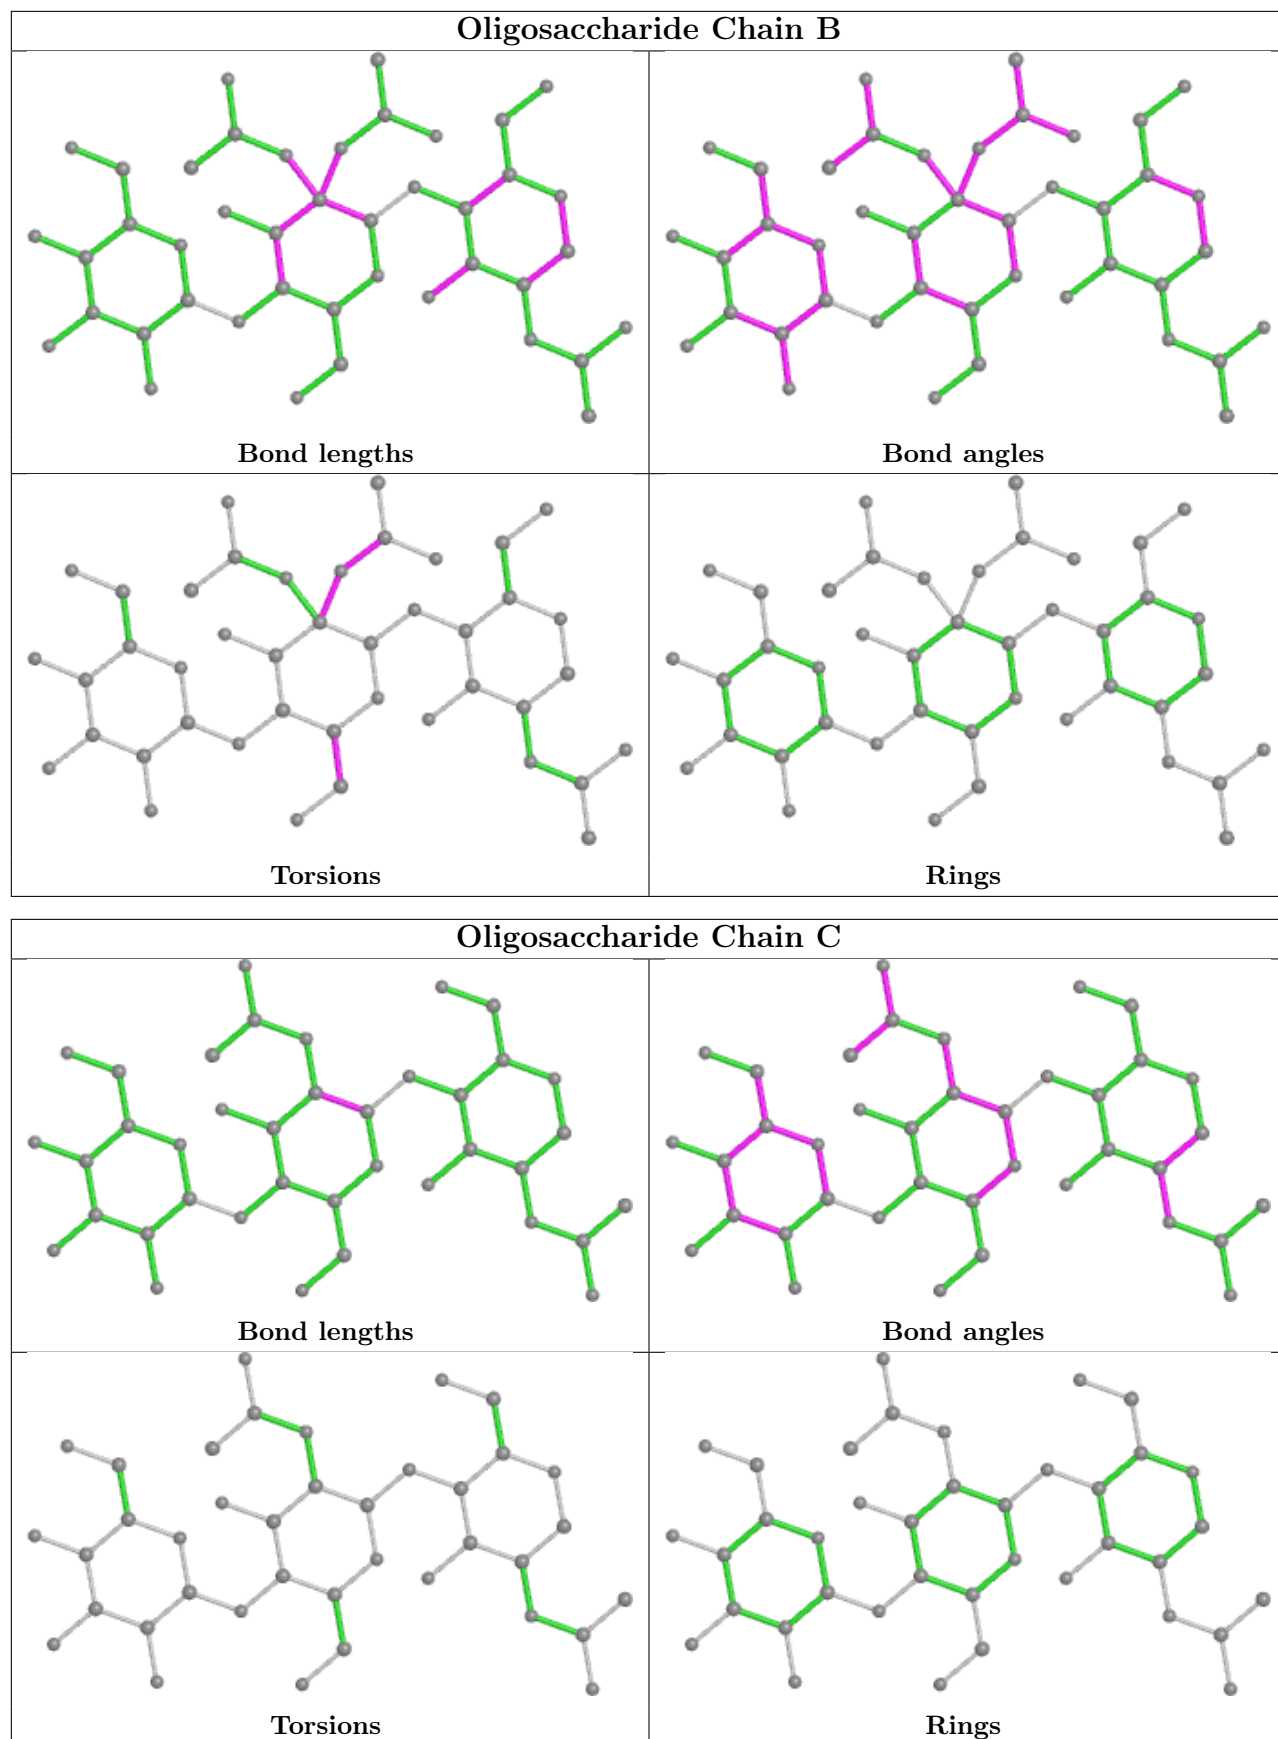 Oligosaccharide Chain B
Bond lengths
Bond angles
Torsions
Rings
Oligosaccharide Chain C
Bond lengths
Bond angles
Torsions
Rings